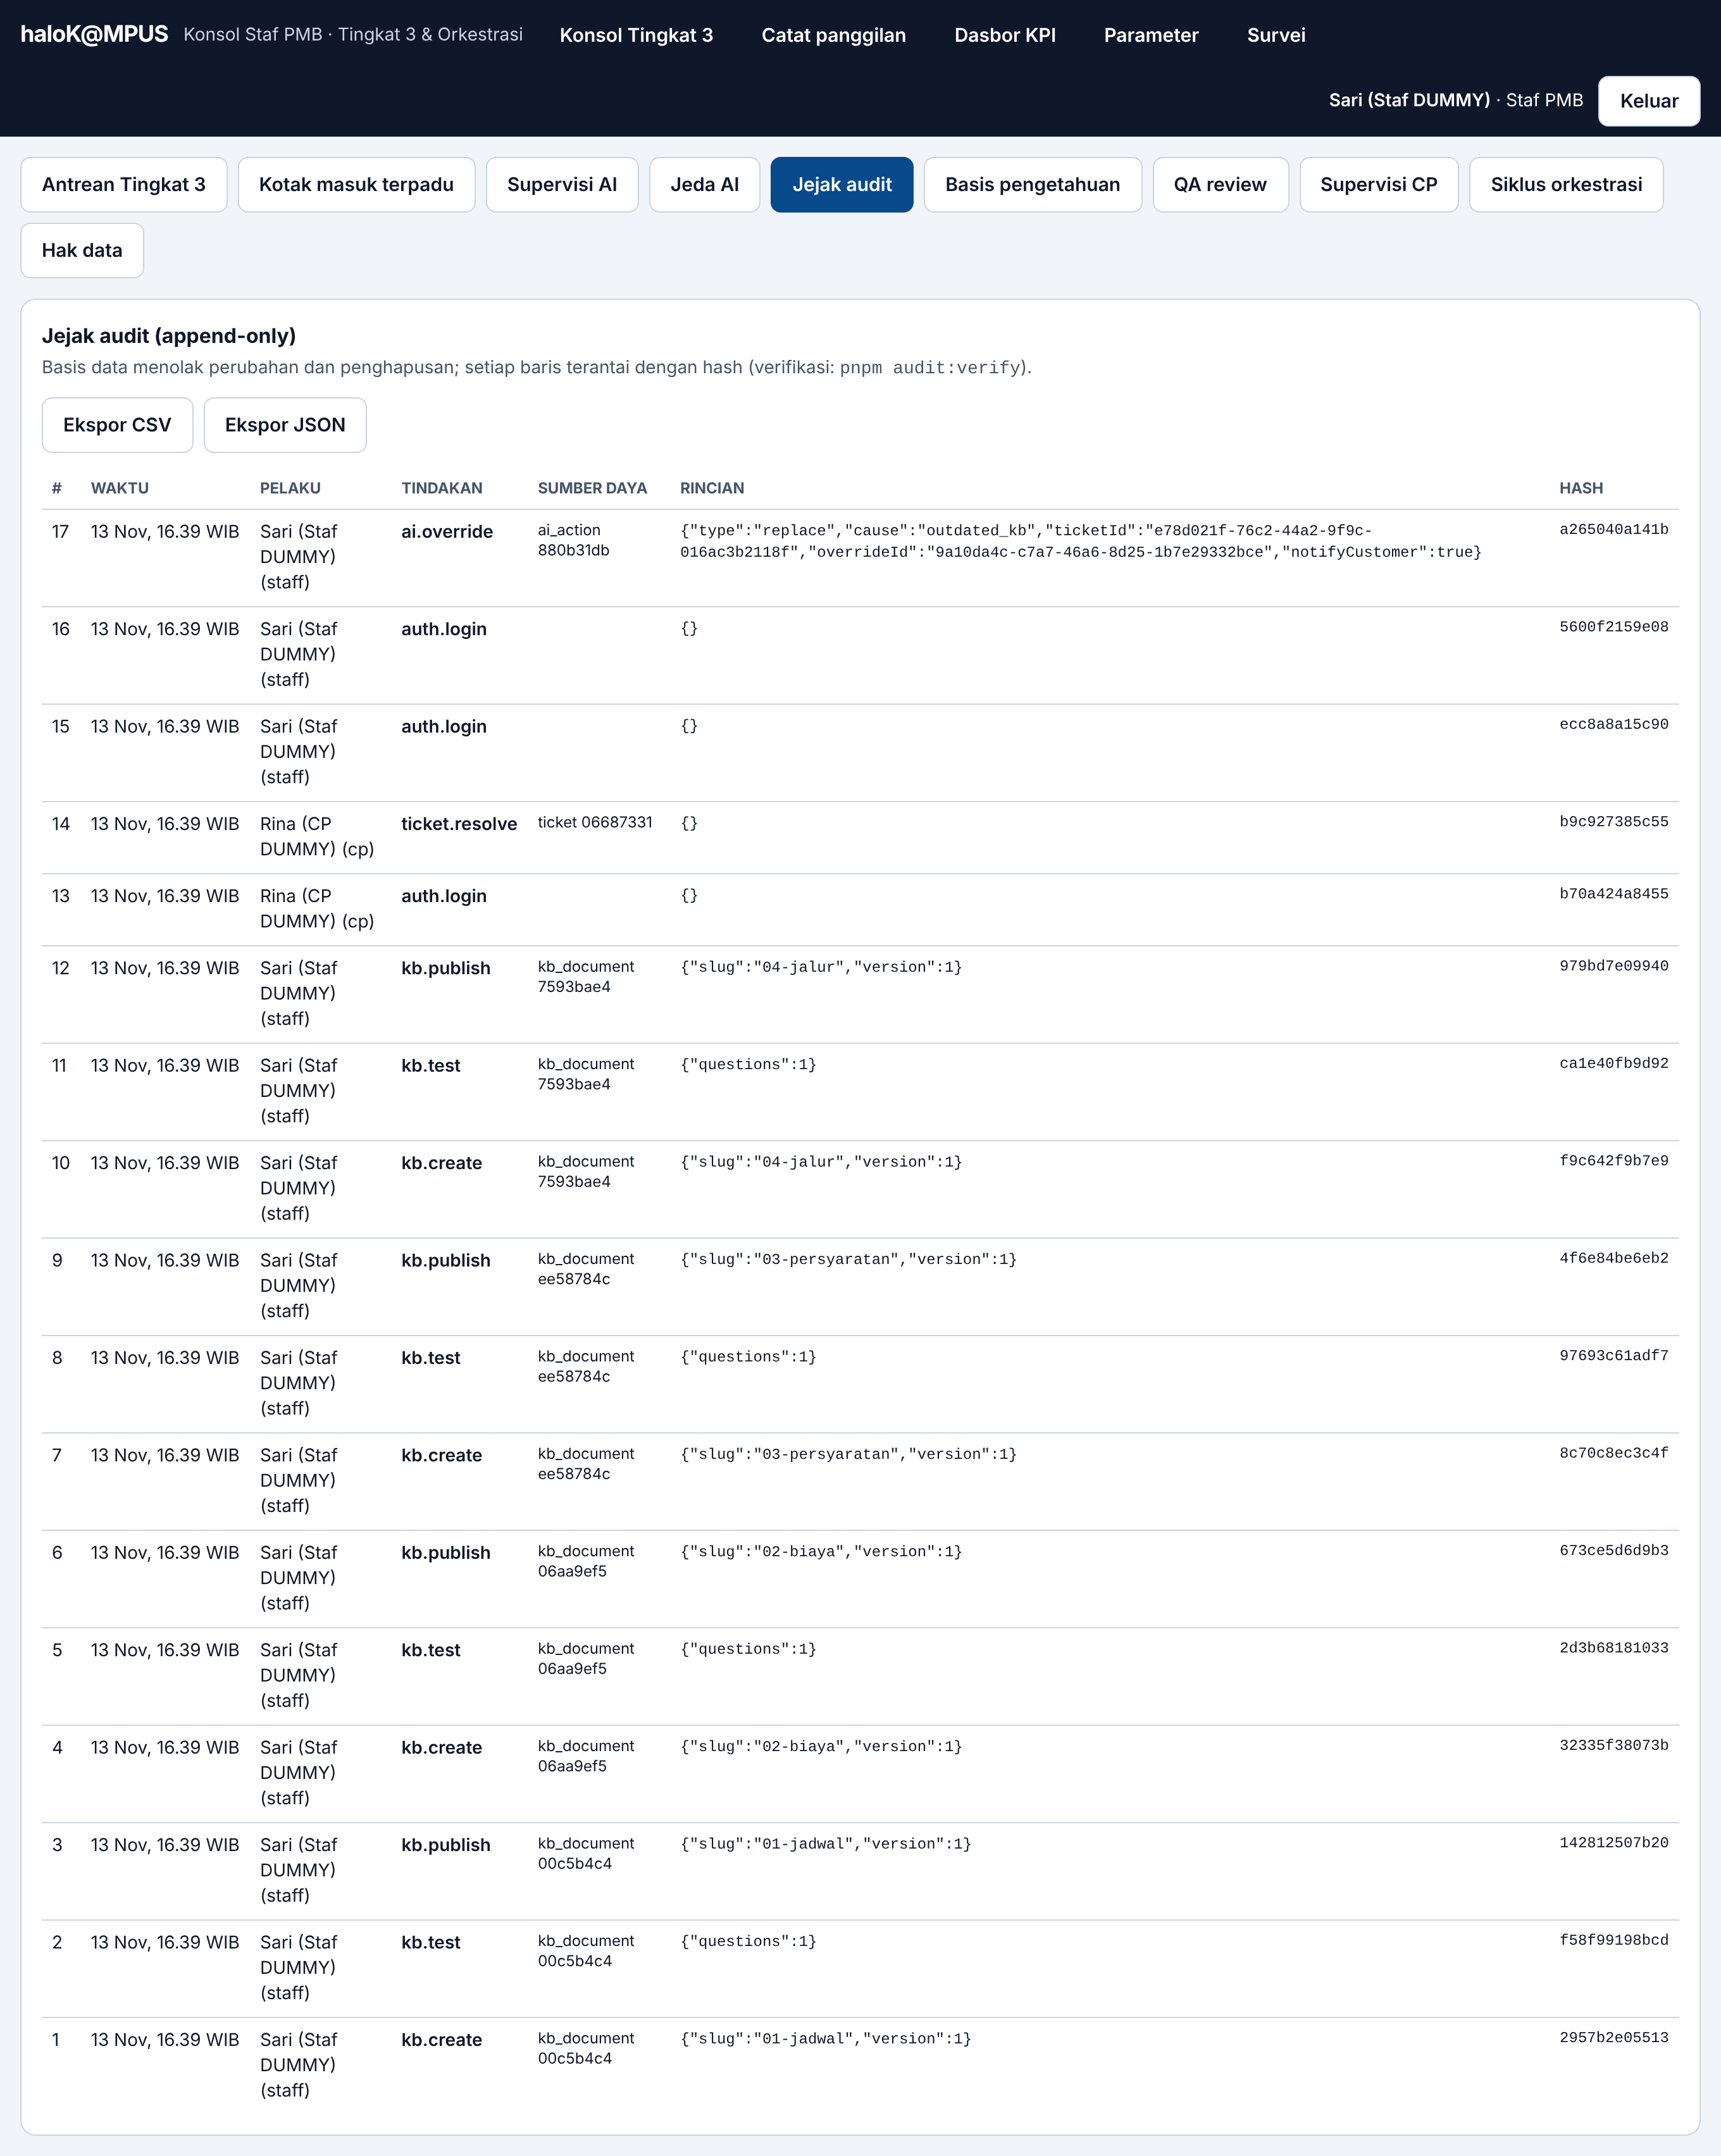 haloK@MPUS Konsol Staf PMB · Tingkat 3 & Orkestrasi Konsol Tingkat 3 Catat panggilan Dasbor KPI Parameter Survei
Sari (Staf DUMMY) · Staf PMB Keluar
Antrean Tingkat 3 Kotak masuk terpadu Supervisi AI Jeda AI Jejak audit Basis pengetahuan QA review Supervisi CP Siklus orkestrasi
Hak data
Jejak audit (append-only)
Basis data menolak perubahan dan penghapusan; setiap baris terantai dengan hash (verifikasi: pnpm audit:verify).
Ekspor CSV Ekspor JSON
# WAKTU PELAKU TINDAKAN SUMBER DAYA RINCIAN HASH
17 13 Nov, 16.39 WIB Sari (Staf ai.override ai_action {"type":"replace","cause":"outdated_kb","ticketId":"e78d021f-76c2-44a2-9f9c- a265040a141b
DUMMY) 880b31db 016ac3b2118f","overrideId":"9a10da4c-c7a7-46a6-8d25-1b7e29332bce","notifyCustomer":true}
(staff)
16 13 Nov, 16.39 WIB Sari (Staf auth.login {} 5600f2159e08
DUMMY)
(staff)
15 13 Nov, 16.39 WIB Sari (Staf auth.login {} ecc8a8a15c90
DUMMY)
(staff)
14 13 Nov, 16.39 WIB Rina (CP ticket.resolve ticket 06687331 {} b9c927385c55
DUMMY) (cp)
13 13 Nov, 16.39 WIB Rina (CP auth.login {} b70a424a8455
DUMMY) (cp)
12 13 Nov, 16.39 WIB Sari (Staf kb.publish kb_document {"slug":"04-jalur","version":1} 979bd7e09940
DUMMY) 7593bae4
(staff)
11 13 Nov, 16.39 WIB Sari (Staf kb.test kb_document {"questions":1} ca1e40fb9d92
DUMMY) 7593bae4
(staff)
10 13 Nov, 16.39 WIB Sari (Staf kb.create kb_document {"slug":"04-jalur","version":1} f9c642f9b7e9
DUMMY) 7593bae4
(staff)
9 13 Nov, 16.39 WIB Sari (Staf kb.publish kb_document {"slug":"03-persyaratan","version":1} 4f6e84be6eb2
DUMMY) ee58784c
(staff)
8 13 Nov, 16.39 WIB Sari (Staf kb.test kb_document {"questions":1} 97693c61adf7
DUMMY) ee58784c
(staff)
7 13 Nov, 16.39 WIB Sari (Staf kb.create kb_document {"slug":"03-persyaratan","version":1} 8c70c8ec3c4f
DUMMY) ee58784c
(staff)
6 13 Nov, 16.39 WIB Sari (Staf kb.publish kb_document {"slug":"02-biaya","version":1} 673ce5d6d9b3
DUMMY) 06aa9ef5
(staff)
5 13 Nov, 16.39 WIB Sari (Staf kb.test kb_document {"questions":1} 2d3b68181033
DUMMY) 06aa9ef5
(staff)
4 13 Nov, 16.39 WIB Sari (Staf kb.create kb_document {"slug":"02-biaya","version":1} 32335f38073b
DUMMY) 06aa9ef5
(staff)
3 13 Nov, 16.39 WIB Sari (Staf kb.publish kb_document {"slug":"01-jadwal","version":1} 142812507b20
DUMMY) 00c5b4c4
(staff)
2 13 Nov, 16.39 WIB Sari (Staf kb.test kb_document {"questions":1} f58f99198bcd
DUMMY) 00c5b4c4
(staff)
1 13 Nov, 16.39 WIB Sari (Staf kb.create kb_document {"slug":"01-jadwal","version":1} 2957b2e05513
DUMMY) 00c5b4c4
(staff)